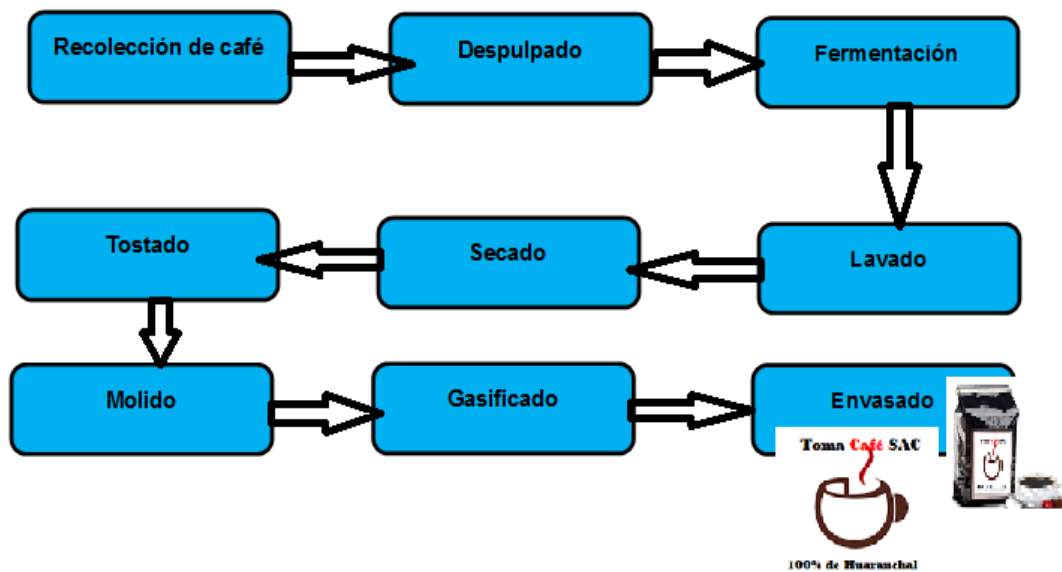 Recolección de café
Despulpado
Fermentación
Lavado
Secado
Tostado
Molido
Gasificado
Envasado
Toma Café SAC
100% de Huaranchal